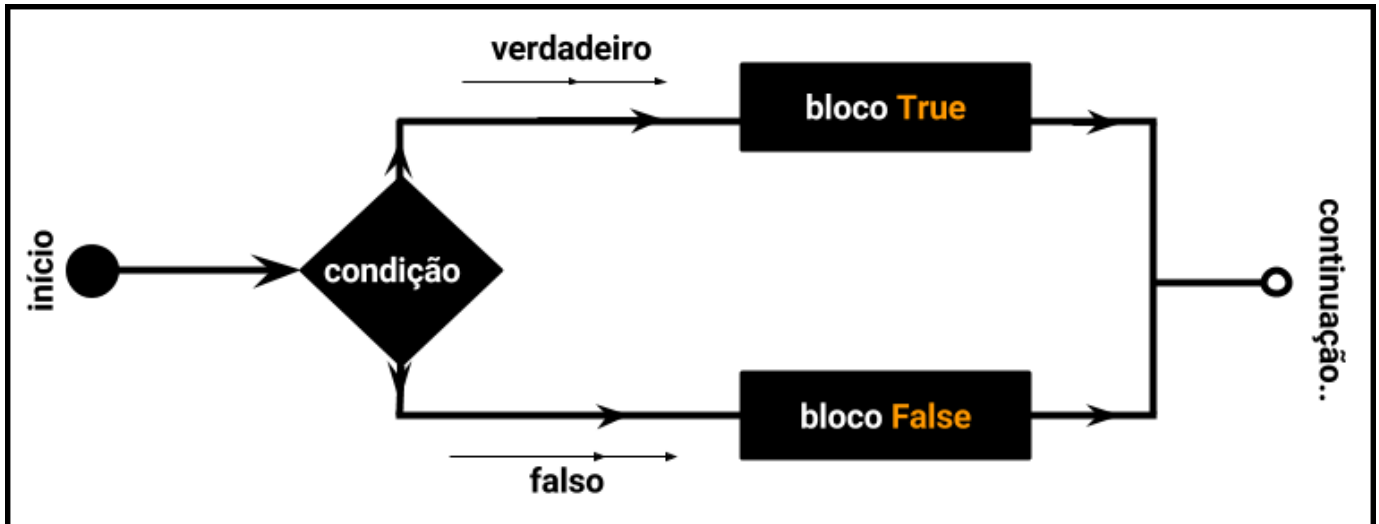 verdadeiro
bloco True
início
condição
continuação..
bloco False
falso